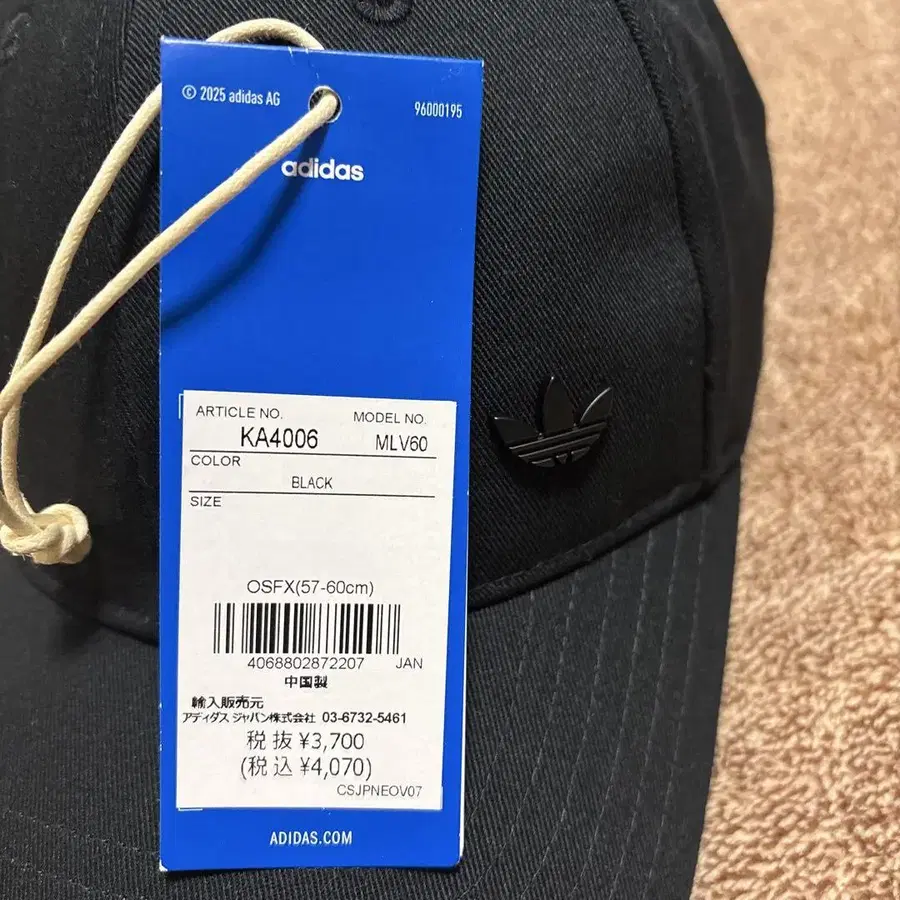 © 2025 adidas AG
96000195
adidas
ARTICLE NO. MODEL NO.
KA4006 MLV60
COLOR
BLACK
SIZE
OSFX(57-60cm)
4068802872207 JAN
中国製
輸入販売元
アディダス ジャパン株式会社 03-6732-5461
税 抜 ¥3,700
(税 込 ¥4,070)
CSJPNEOV07
ADIDAS.COM